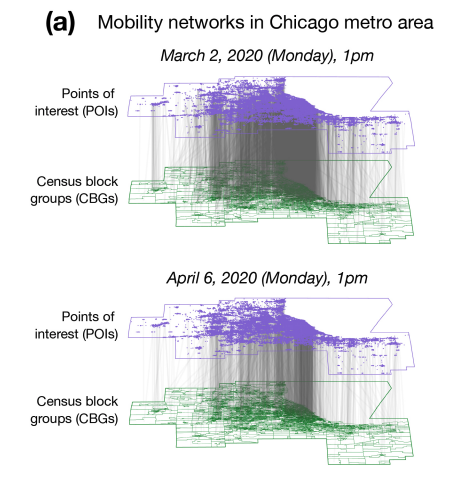 (a) Mobility networks in Chicago metro area
March 2, 2020 (Monday), 1pm
Points of
interest (POIs)
Census block
groups (CBGs)
April 6, 2020 (Monday), 1pm
Points of
interest (POIs)
Census block
groups (CBGs)